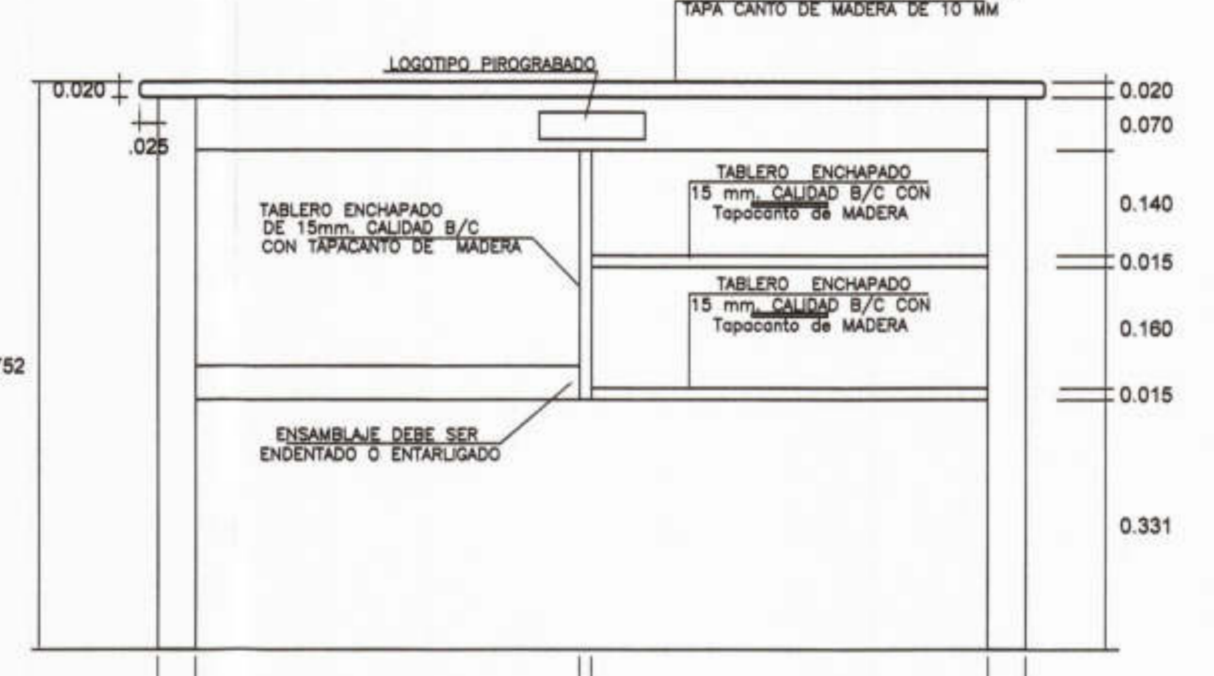 TAPA CANTO DE MADERA DE 10 MM
LOGOTIPO PIROGRABADO
0.020
0.020
0.070
.025
TABLERO ENCHAPADO
15 mm. CALIDAD B/C CON
Tapacanto de MADERA
0.140
TABLERO ENCHAPADO
DE 15mm. CALIDAD B/C
CON TAPACANTO DE MADERA
0.015
TABLERO ENCHAPADO
15 mm. CALIDAD B/C CON
Tapacanto de MADERA
0.160
52
0.015
ENSAMBLAJE DEBE SER
ENDENTADO O ENTARUGADO
0.331